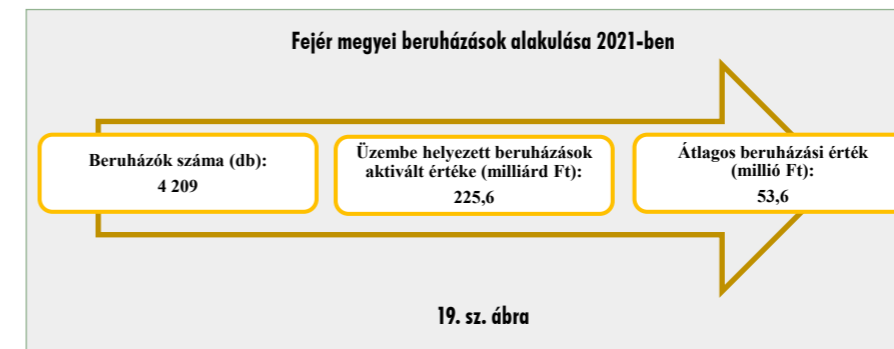 Fejér megyei beruházások alakulása 2021-ben
Beruházók száma (db):
4 209
Üzembe helyezett beruházások
aktivált értéke (milliárd Ft):
225,6
Átlagos beruházási érték
(millió Ft):
53,6
19. sz. ábra